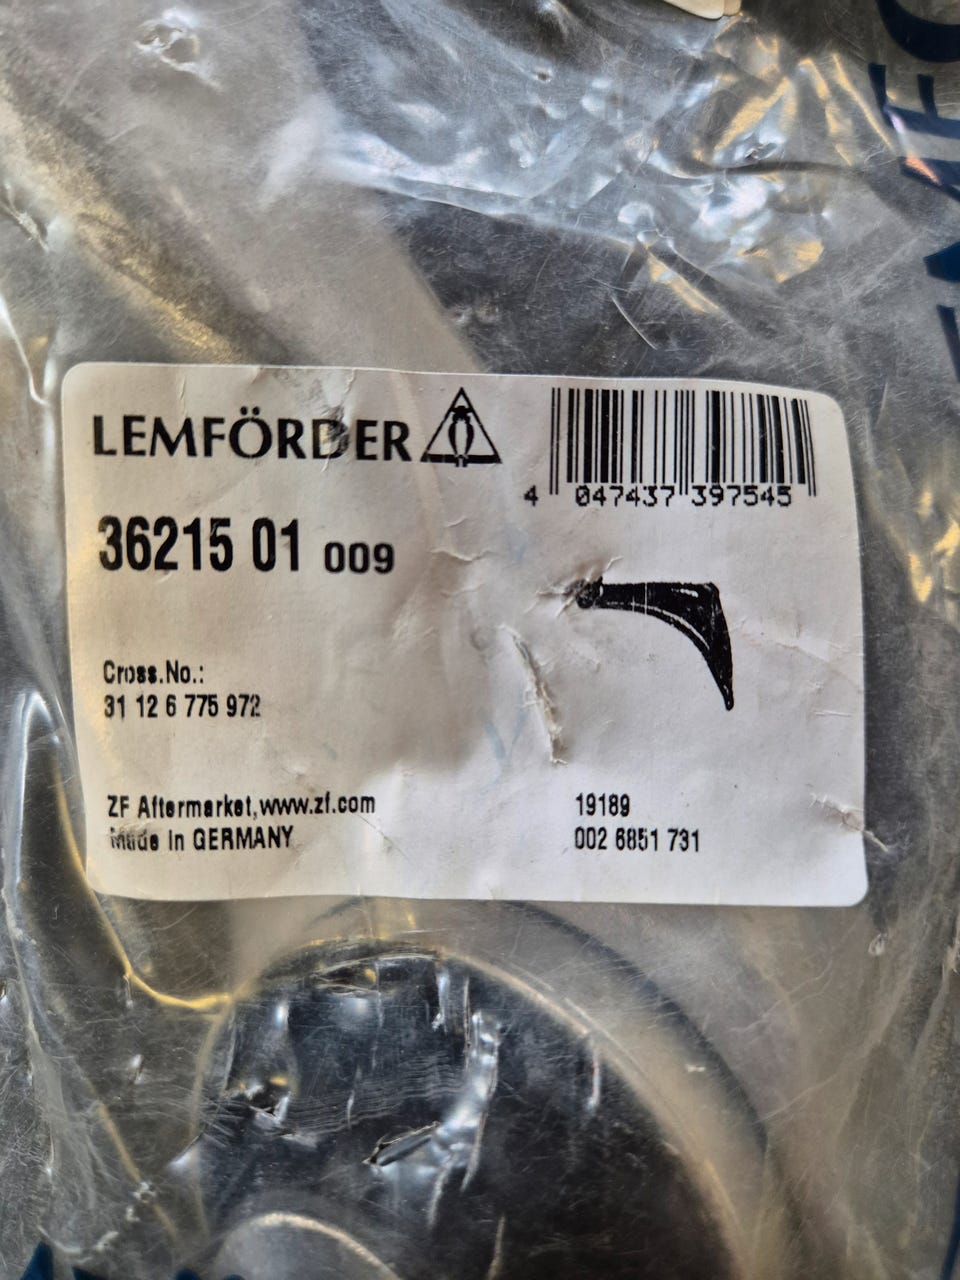 LEMFÖRDER
4 047437 397545
36215 01 009
Cross.No.:
31 12 6 775 972
ZF Aftermarket,www.zf.com
Made in GERMANY
19189
002 6851 731